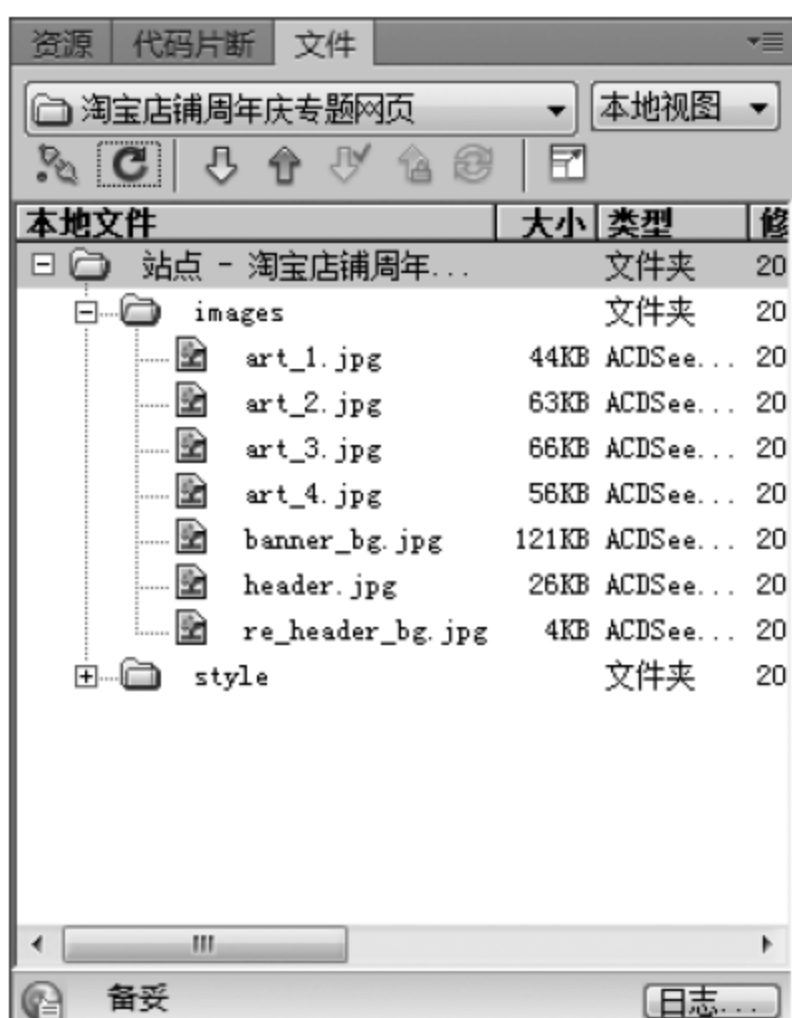 资源 代码片断 文件
淘宝店铺周年庆专题网页 本地视图
本地文件 大小 类型 修
站点 - 淘宝店铺周年... 文件夹 20
images 文件夹 20
art_1.jpg 44KB ACDSee... 20
art_2.jpg 63KB ACDSee... 20
art_3.jpg 66KB ACDSee... 20
art_4.jpg 56KB ACDSee... 20
banner_bg.jpg 121KB ACDSee... 20
header.jpg 26KB ACDSee... 20
re_header_bg.jpg 4KB ACDSee... 20
style 文件夹 20
备妥 日志...